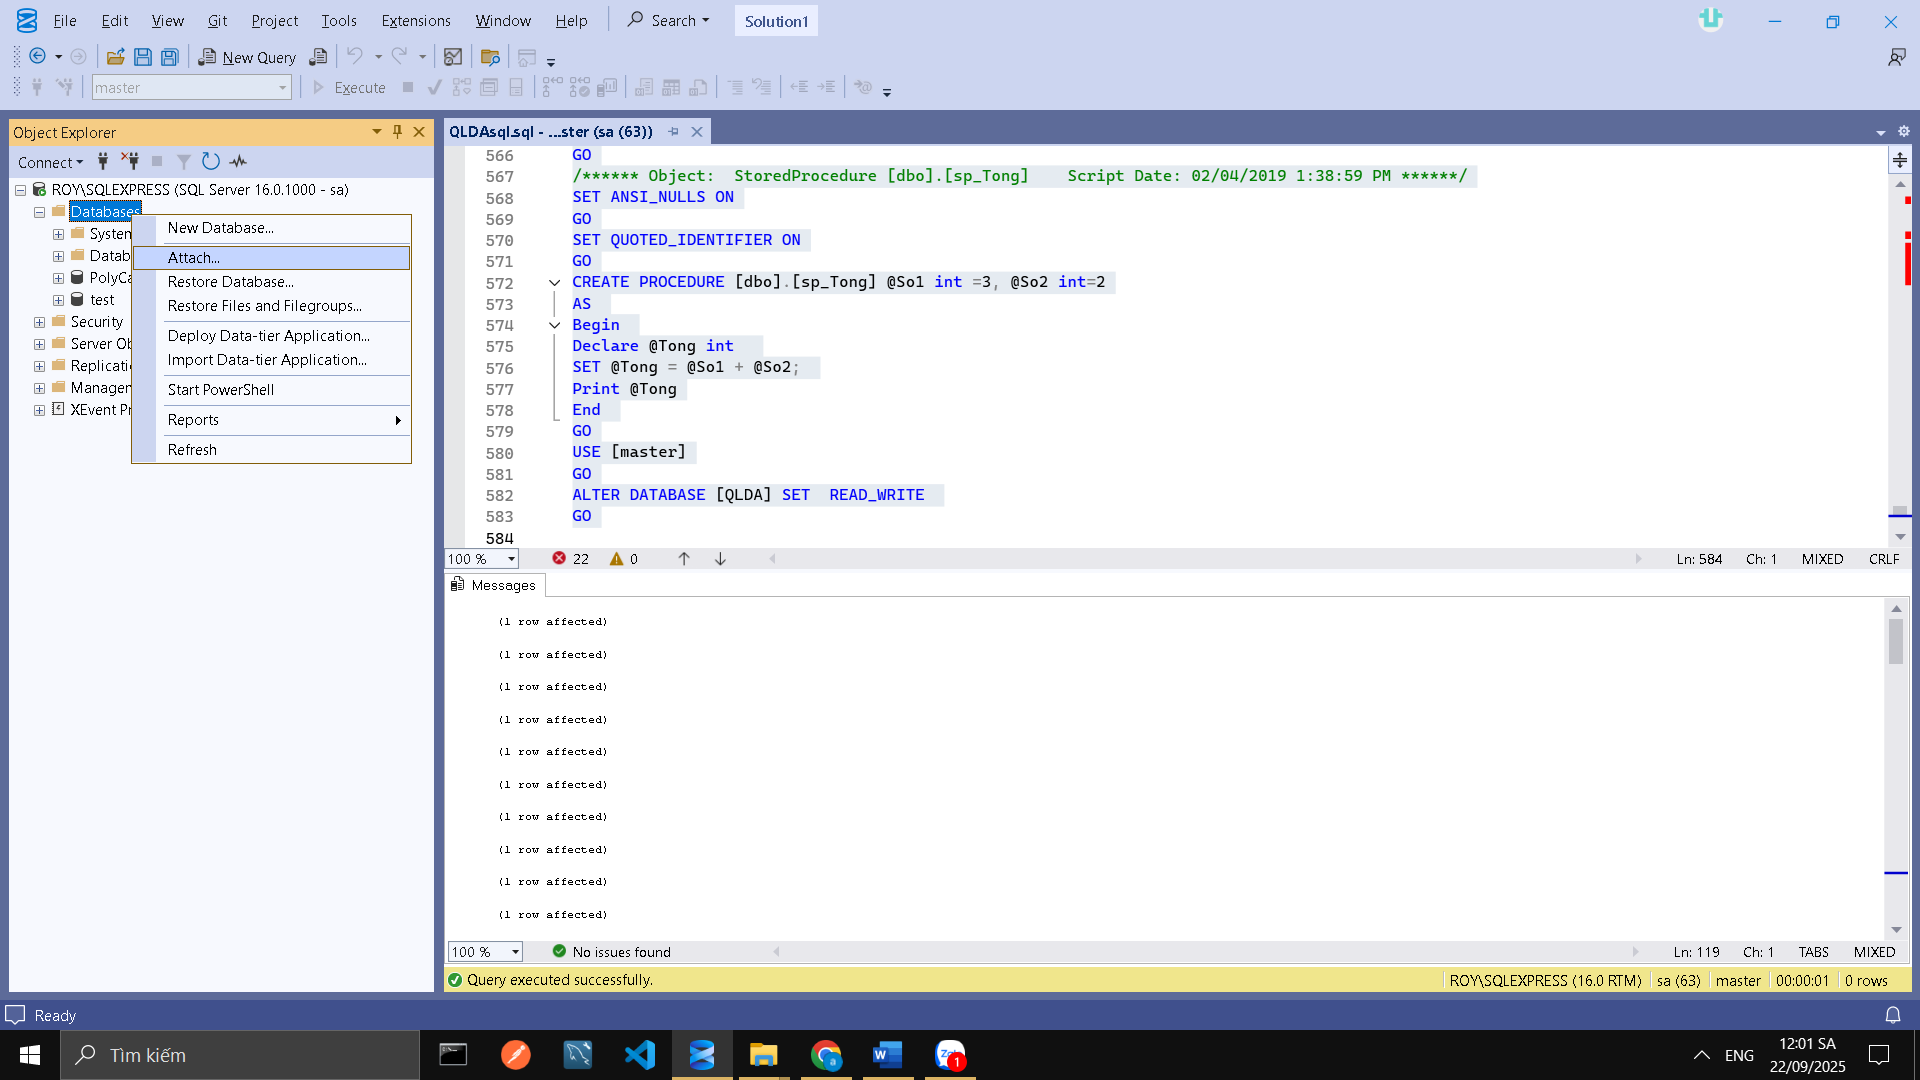 File Edit View Git Project Tools Extensions Window Help Search Solution1
New Query
master Execute
Object Explorer
Connect
ROY\SQLEXPRESS (SQL Server 16.0.1000 - sa)
Databases
System
Datab
PolyCa
test
Security
Server Ob
Replicati
Managem
XEvent Pr
New Database...
Attach...
Restore Database...
Restore Files and Filegroups...
Deploy Data-tier Application...
Import Data-tier Application...
Start PowerShell
Reports
Refresh
QLDAsql.sql - ...ster (sa (63))
566 GO
567 /****** Object:  StoredProcedure [dbo].[sp_Tong]    Script Date: 02/04/2019 1:38:59 PM ******/
568 SET ANSI_NULLS ON
569 GO
570 SET QUOTED_IDENTIFIER ON
571 GO
572 CREATE PROCEDURE [dbo].[sp_Tong] @So1 int =3, @So2 int=2
573 AS
574 Begin
575 Declare @Tong int
576 SET @Tong = @So1 + @So2;
577 Print @Tong
578 End
579 GO
580 USE [master]
581 GO
582 ALTER DATABASE [QLDA] SET  READ_WRITE
583 GO
584
100 % 22 0 Ln: 584 Ch: 1 MIXED CRLF
Messages
(1 row affected)
(1 row affected)
(1 row affected)
(1 row affected)
(1 row affected)
(1 row affected)
(1 row affected)
(1 row affected)
(1 row affected)
(1 row affected)
100 % No issues found Ln: 119 Ch: 1 TABS MIXED
Query executed successfully. ROY\SQLEXPRESS (16.0 RTM) sa (63) master 00:00:01 0 rows
Ready
Tìm kiếm
1
ENG
12:01 SA
22/09/2025